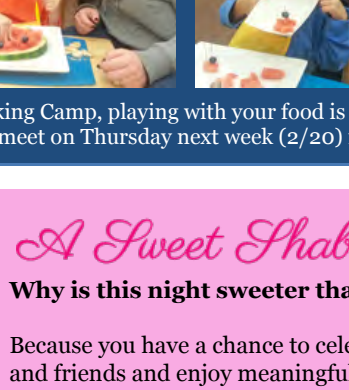 king Camp, playing with your food is
meet on Thursday next week (2/20)
A Sweet Shab
Why is this night sweeter tha
Because you have a chance to cele
and friends and enjoy meaningful